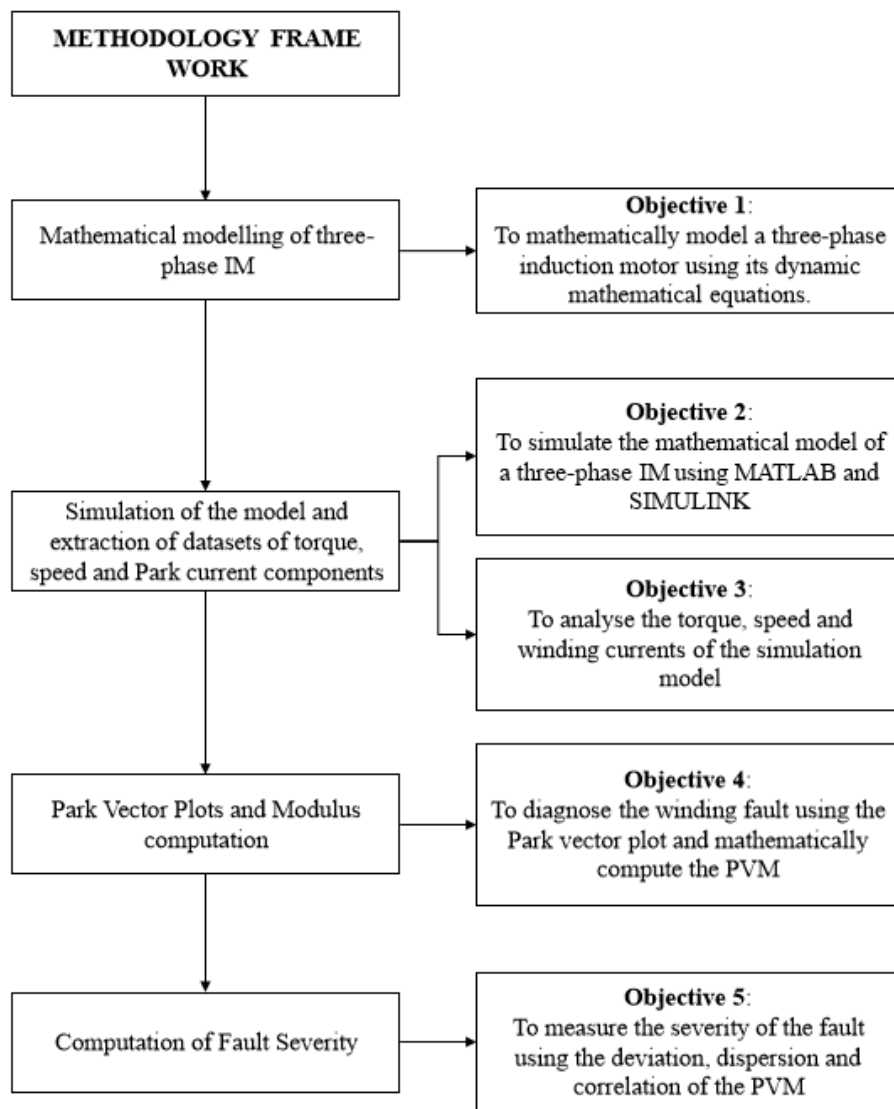 METHODOLOGY FRAME
WORK
Mathematical modelling of three-
phase IM
Objective 1:
To mathematically model a three-phase
induction motor using its dynamic
mathematical equations.
Simulation of the model and
extraction of datasets of torque,
speed and Park current components
Objective 2:
To simulate the mathematical model of
a three-phase IM using MATLAB and
SIMULINK
Objective 3:
To analyse the torque, speed and
winding currents of the simulation
model
Park Vector Plots and Modulus
computation
Objective 4:
To diagnose the winding fault using the
Park vector plot and mathematically
compute the PVM
Computation of Fault Severity
Objective 5:
To measure the severity of the fault
using the deviation, dispersion and
correlation of the PVM